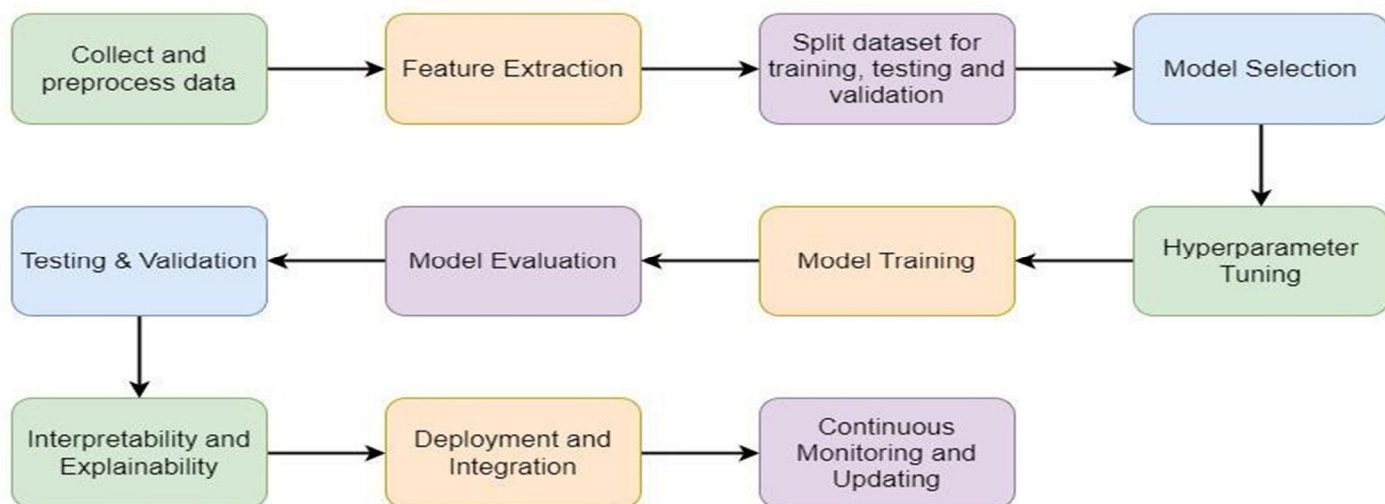 Collect and
preprocess data
Feature Extraction
Split dataset for
training, testing and
validation
Model Selection
Hyperparameter
Tuning
Model Training
Model Evaluation
Testing & Validation
Interpretability and
Explainability
Deployment and
Integration
Continuous
Monitoring and
Updating